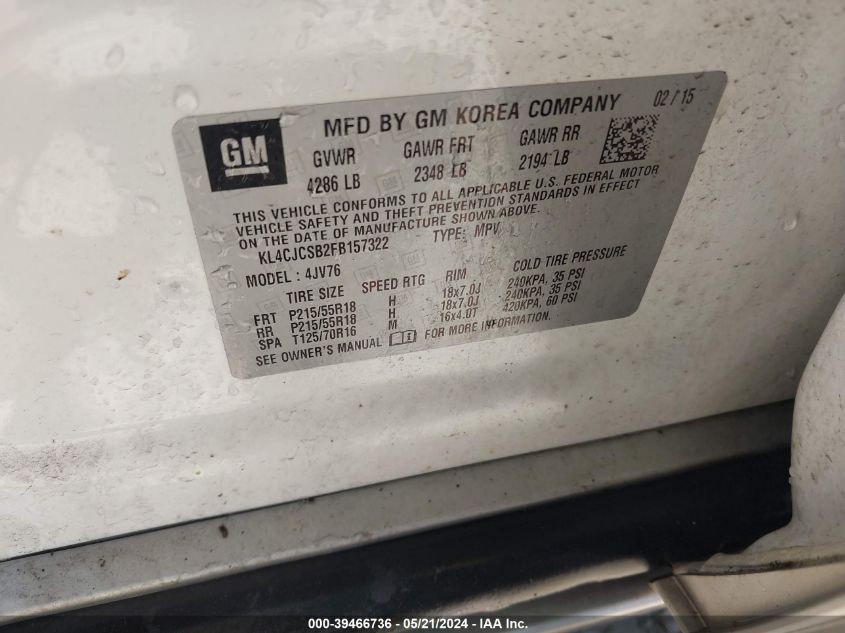 GM
MFD BY GM KOREA COMPANY 02/15
GVWR GAWR FRT GAWR RR
4286 LB 2348 LB 2194 LB
THIS VEHICLE CONFORMS TO ALL APPLICABLE U.S. FEDERAL MOTOR
VEHICLE SAFETY AND THEFT PREVENTION STANDARDS IN EFFECT
ON THE DATE OF MANUFACTURE SHOWN ABOVE.
KL4CJCSB2FB157322 TYPE: MPV
MODEL: 4JV76
TIRE SIZE SPEED RTG RIM COLD TIRE PRESSURE
FRT P215/55R18 H 18x7.0J 240KPA, 35 PSI
RR P215/55R18 H 18x7.0J 240KPA, 35 PSI
SPA T125/70R16 M 16x4.0T 420KPA, 60 PSI
SEE OWNER'S MANUAL FOR MORE INFORMATION.
000-39466736 - 05/21/2024 - IAA Inc.